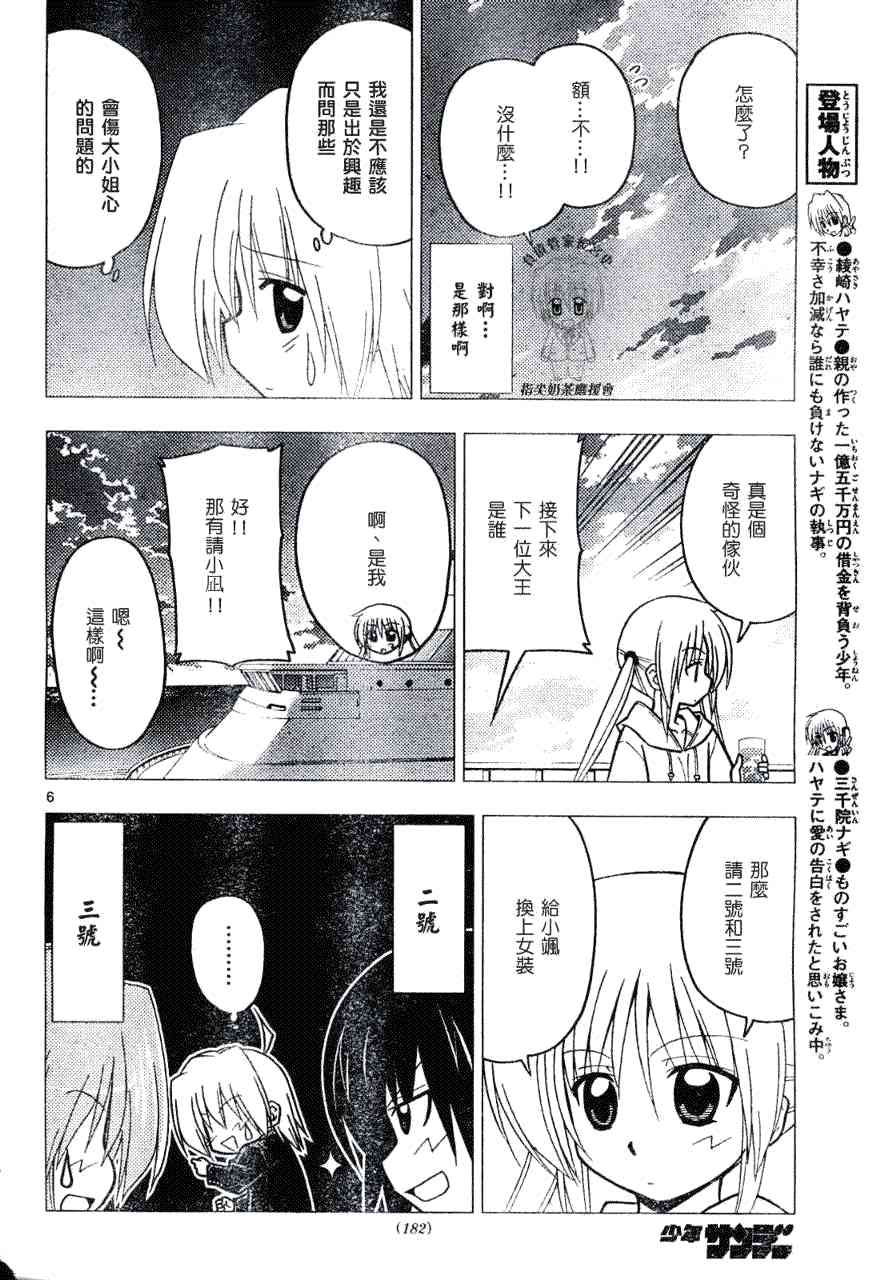 登場人物
とうじょうじんぶつ
●綾崎ハヤテ●親の作った一億五千万円の借金を背負う少年。
不幸さ加減なら誰にも負けないナギの執事。
●三千院ナギ●ものすごいお嬢さま。
ハヤテに愛の告白をされたと思いこみ中。
怎麼了?
額…不…!!
沒什麼…!!
對啊…
是那樣啊
指尖奶茶應援會
我還是不應該
只是出於興趣
而問那些
會傷大小姐心
的問題的
真是個
奇怪的傢伙
接下來
下一位大王
是誰
啊、是我
好!!
那有請小凪!!
嗯~
這樣啊~……
6
那麼
請二號和三號
給小颯
換上女裝
二號
………
三號
(182)
少年サンデー